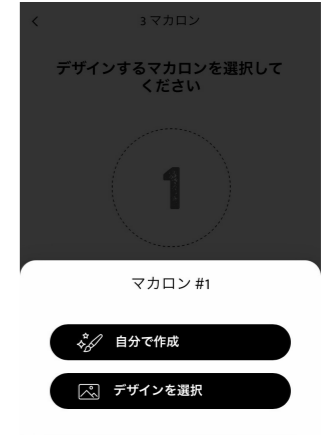 3 マカロン
デザインするマカロンを選択して
ください
1
マカロン #1
自分で作成
デザインを選択